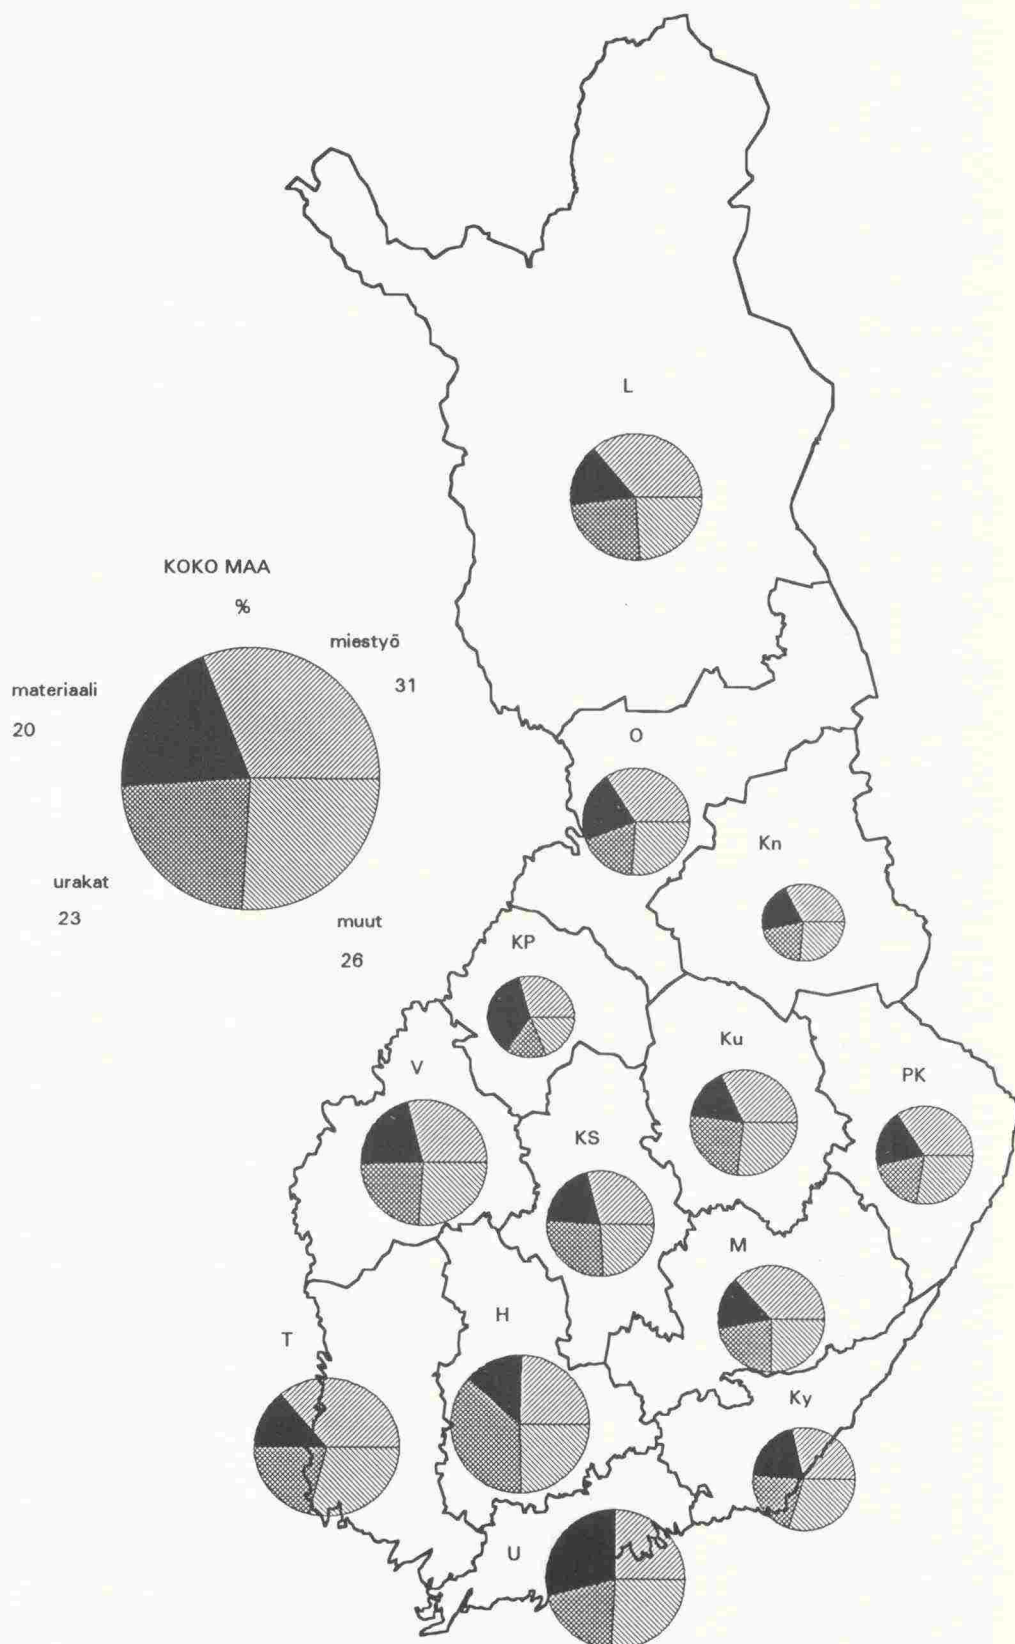 L
KOKO MAA
%
miestyö
31
materiaali
20
urakat
23
muut
26
O
Kn
KP
Ku
V
PK
KS
M
H
T
Ky
U